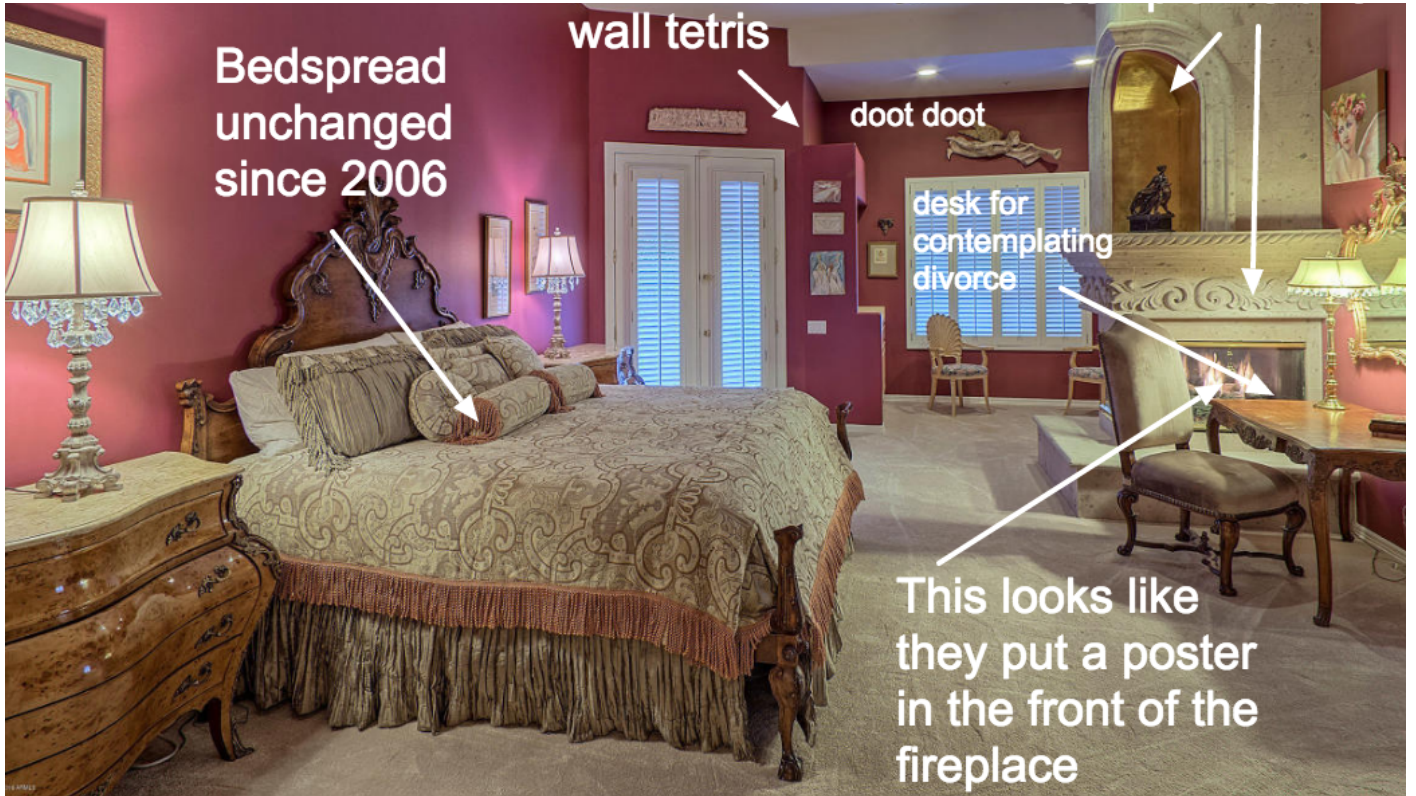 wall tetris
Bedspread
unchanged
since 2006
doot doot
desk for
contemplating
divorce
This looks like
they put a poster
in the front of the
fireplace